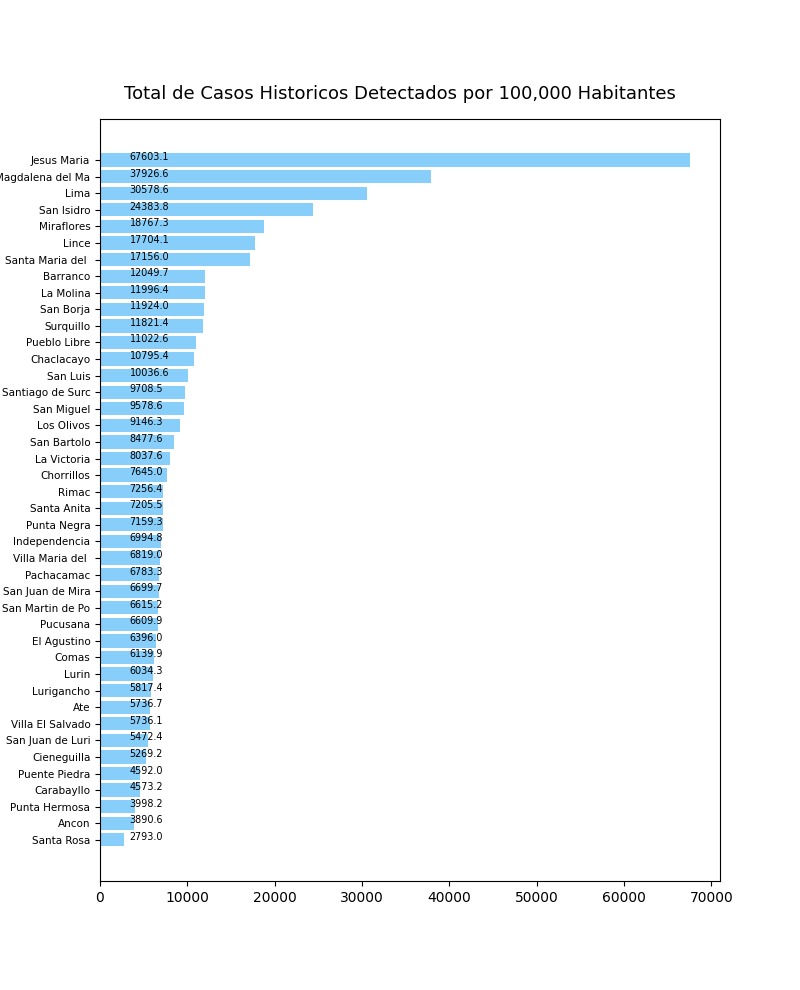 Total de Casos Historicos Detectados por 100,000 Habitantes
Jesus Maria 67603.1
Magdalena del Ma 37926.6
Lima 30578.6
San Isidro 24383.8
Miraflores 18767.3
Lince 17704.1
Santa Maria del 17156.0
Barranco 12049.7
La Molina 11996.4
San Borja 11924.0
Surquillo 11821.4
Pueblo Libre 11022.6
Chaclacayo 10795.4
San Luis 10036.6
Santiago de Surc 9708.5
San Miguel 9578.6
Los Olivos 9146.3
San Bartolo 8477.6
La Victoria 8037.6
Chorrillos 7645.0
Rimac 7256.4
Santa Anita 7205.5
Punta Negra 7159.3
Independencia 6994.8
Villa Maria del 6819.0
Pachacamac 6783.3
San Juan de Mira 6699.7
San Martin de Po 6615.2
Pucusana 6609.9
El Agustino 6396.0
Comas 6139.9
Lurin 6034.3
Lurigancho 5817.4
Ate 5736.7
Villa El Salvado 5736.1
San Juan de Luri 5472.4
Cieneguilla 5269.2
Puente Piedra 4592.0
Carabayllo 4573.2
Punta Hermosa 3998.2
Ancon 3890.6
Santa Rosa 2793.0
0 10000 20000 30000 40000 50000 60000 70000